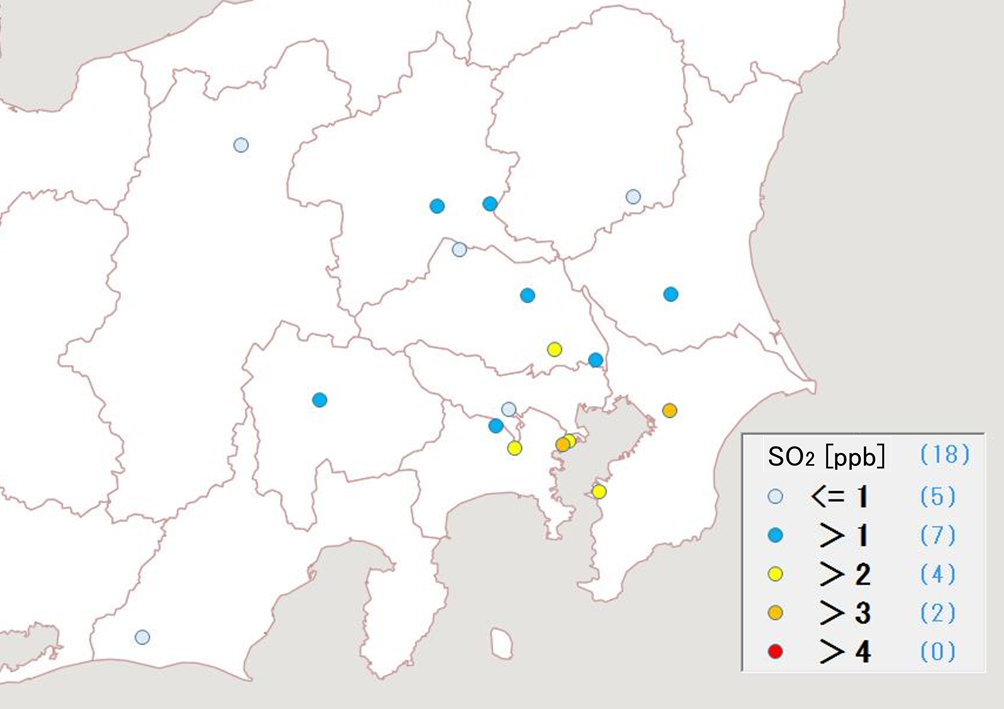 SO2 [ppb] (18)
<= 1 (5)
> 1 (7)
> 2 (4)
> 3 (2)
> 4 (0)